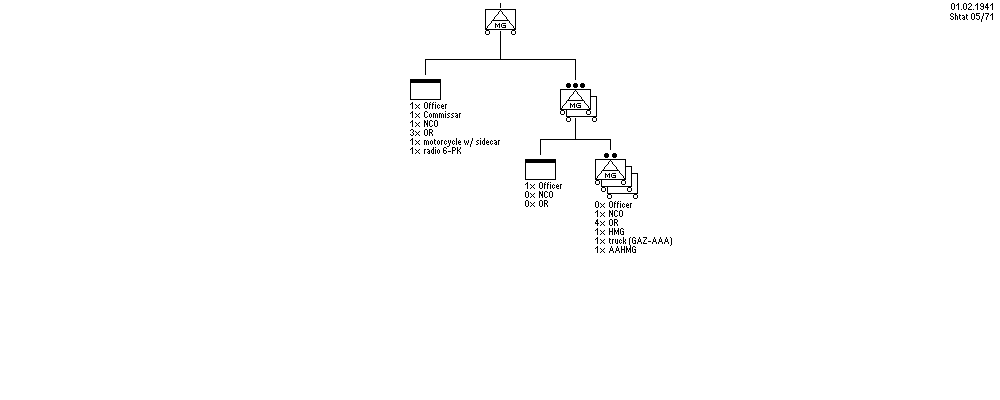 01.02.1941
Shtat 05/71
MG
1x Officer
1x Commissar
1x NCO
3x OR
1x motorcycle w/ sidecar
1x radio 6-PK
MG
1x Officer
0x NCO
0x OR
MG
0x Officer
1x NCO
4x OR
1x HMG
1x truck (GAZ-AAA)
1x AAHMG